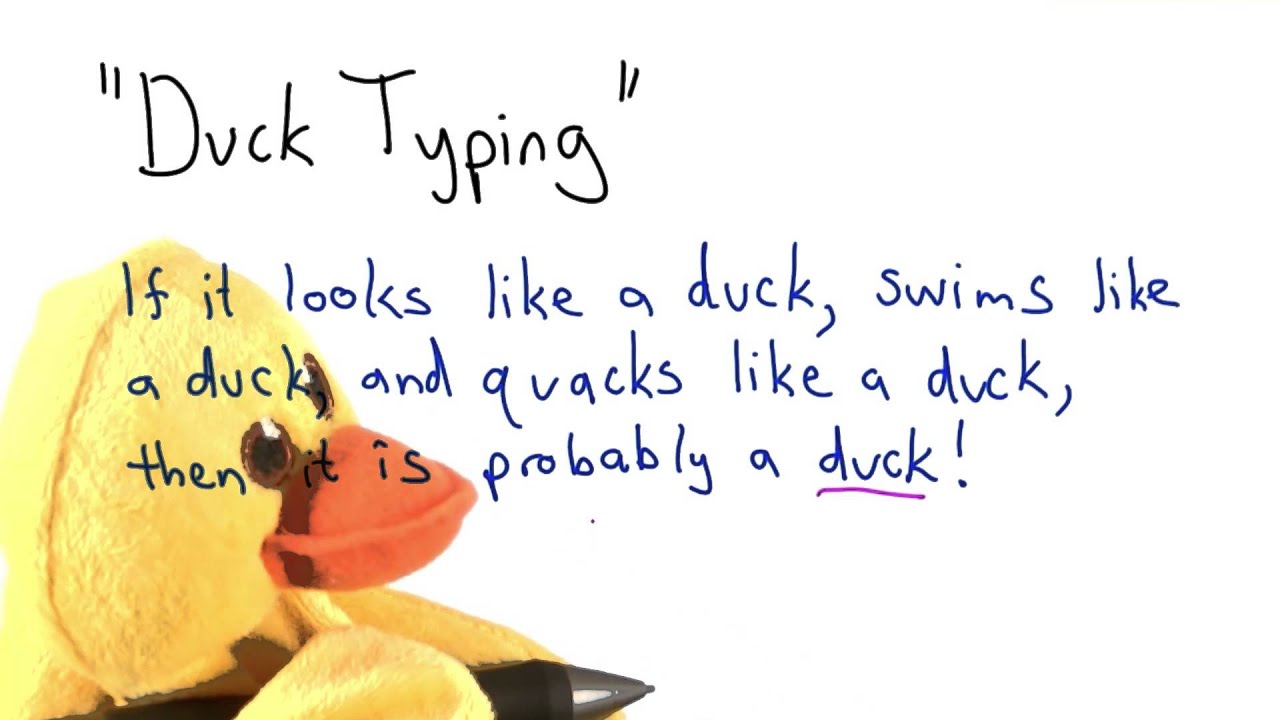 "Duck Typing"
If it looks like a duck, swims like
a duck, and quacks like a duck,
then it is probably a duck!